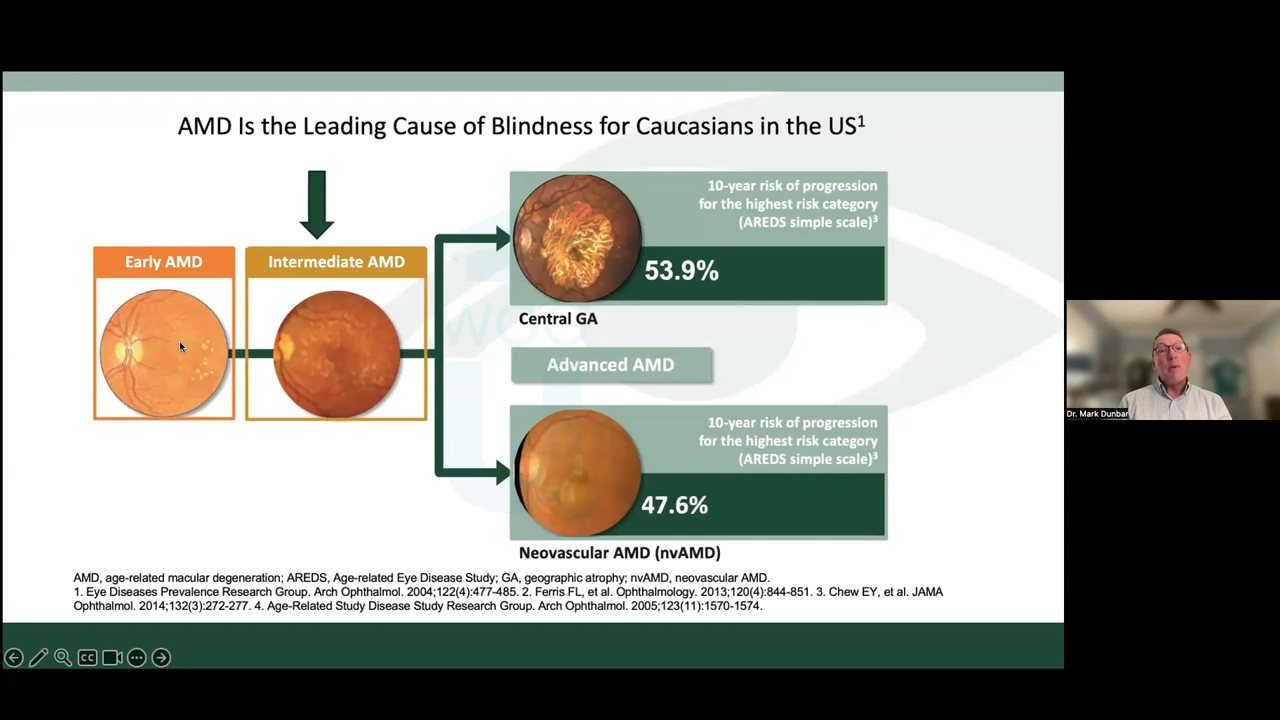 AMD Is the Leading Cause of Blindness for Caucasians in the US1
Early AMD
Intermediate AMD
10-year risk of progression
for the highest risk category
(AREDS simple scale)3
53.9%
Central GA
Advanced AMD
10-year risk of progression
for the highest risk category
(AREDS simple scale)3
47.6%
Neovascular AMD (nvAMD)
AMD, age-related macular degeneration; AREDS, Age-related Eye Disease Study; GA, geographic atrophy; nvAMD, neovascular AMD.
1. Eye Diseases Prevalence Research Group. Arch Ophthalmol. 2004;122(4):477-485. 2. Ferris FL, et al. Ophthalmology. 2013;120(4):844-851. 3. Chew EY, et al. JAMA
Ophthalmol. 2014;132(3):272-277. 4. Age-Related Study Disease Study Research Group. Arch Ophthalmol. 2005;123(11):1570-1574.
CC
Dr. Mark Dunbar